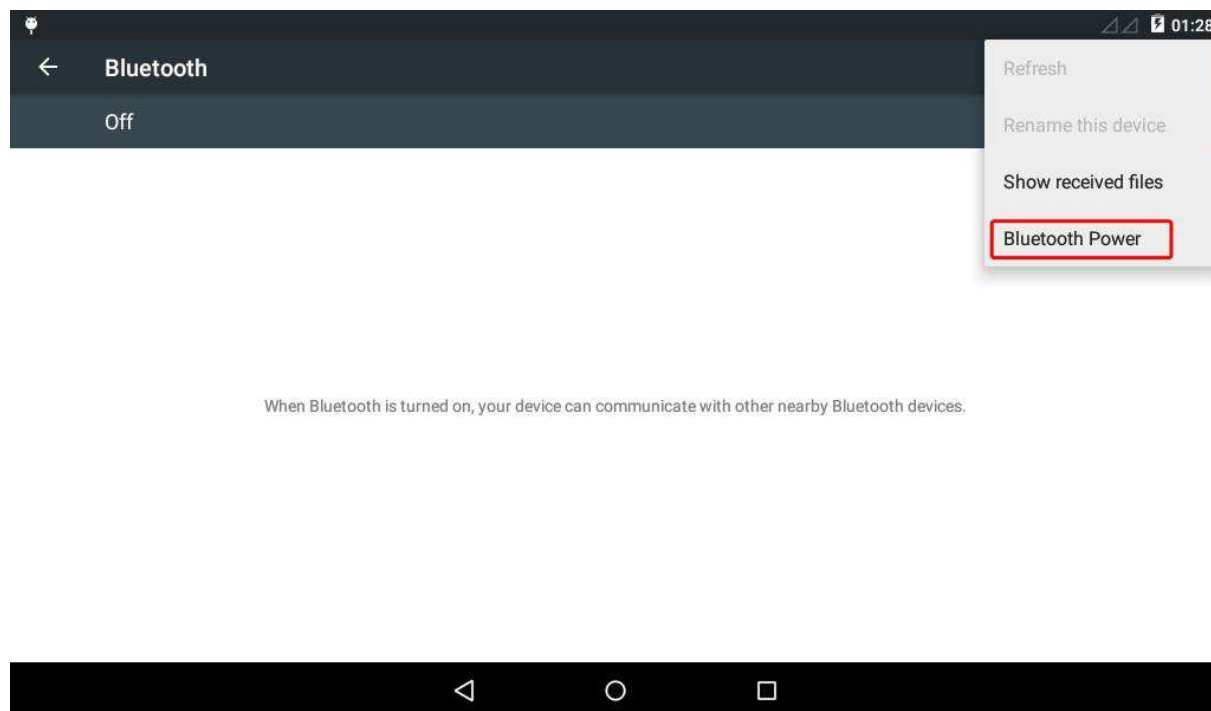 01:28
Bluetooth
Refresh
Off
Rename this device
Show received files
Bluetooth Power
When Bluetooth is turned on, your device can communicate with other nearby Bluetooth devices.